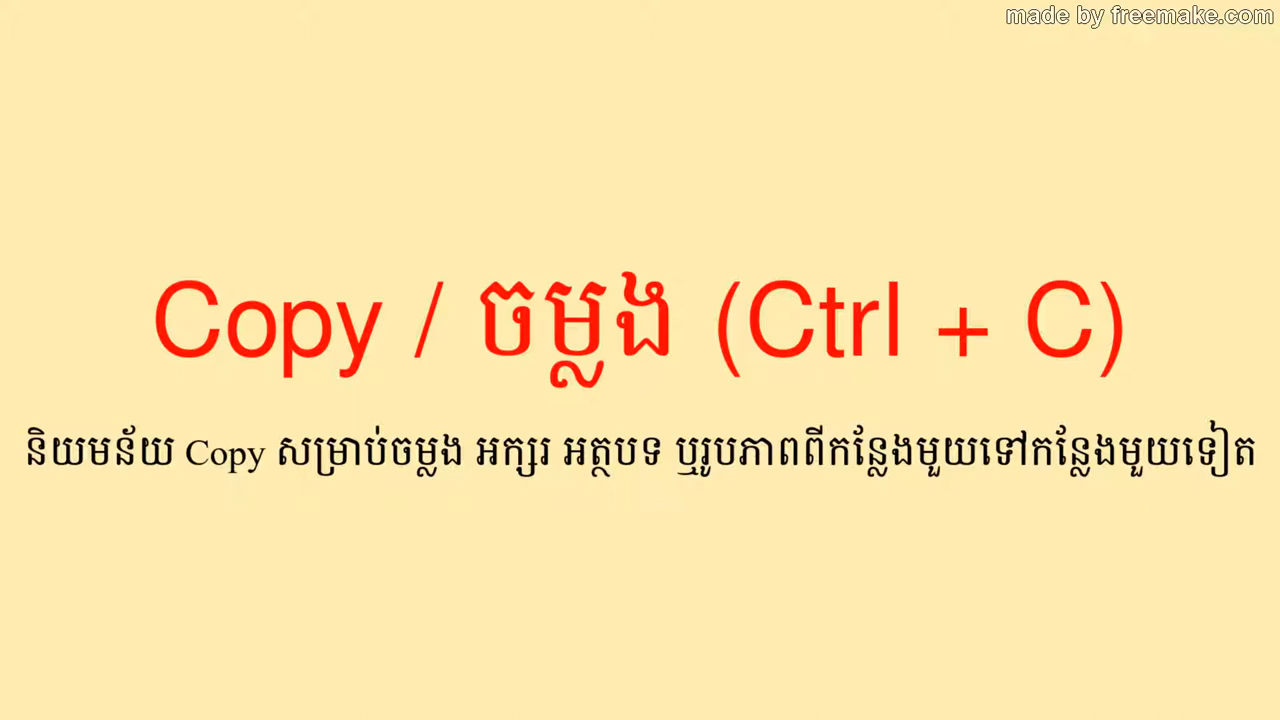 made by freemake.com
Copy / ចម្លង (Ctrl + C)
និយមន័យ Copy សម្រាប់ចម្លង អក្សរ អត្ថបទ ឬរូបភាពពីកន្លែងមួយទៅកន្លែងមួយទៀត